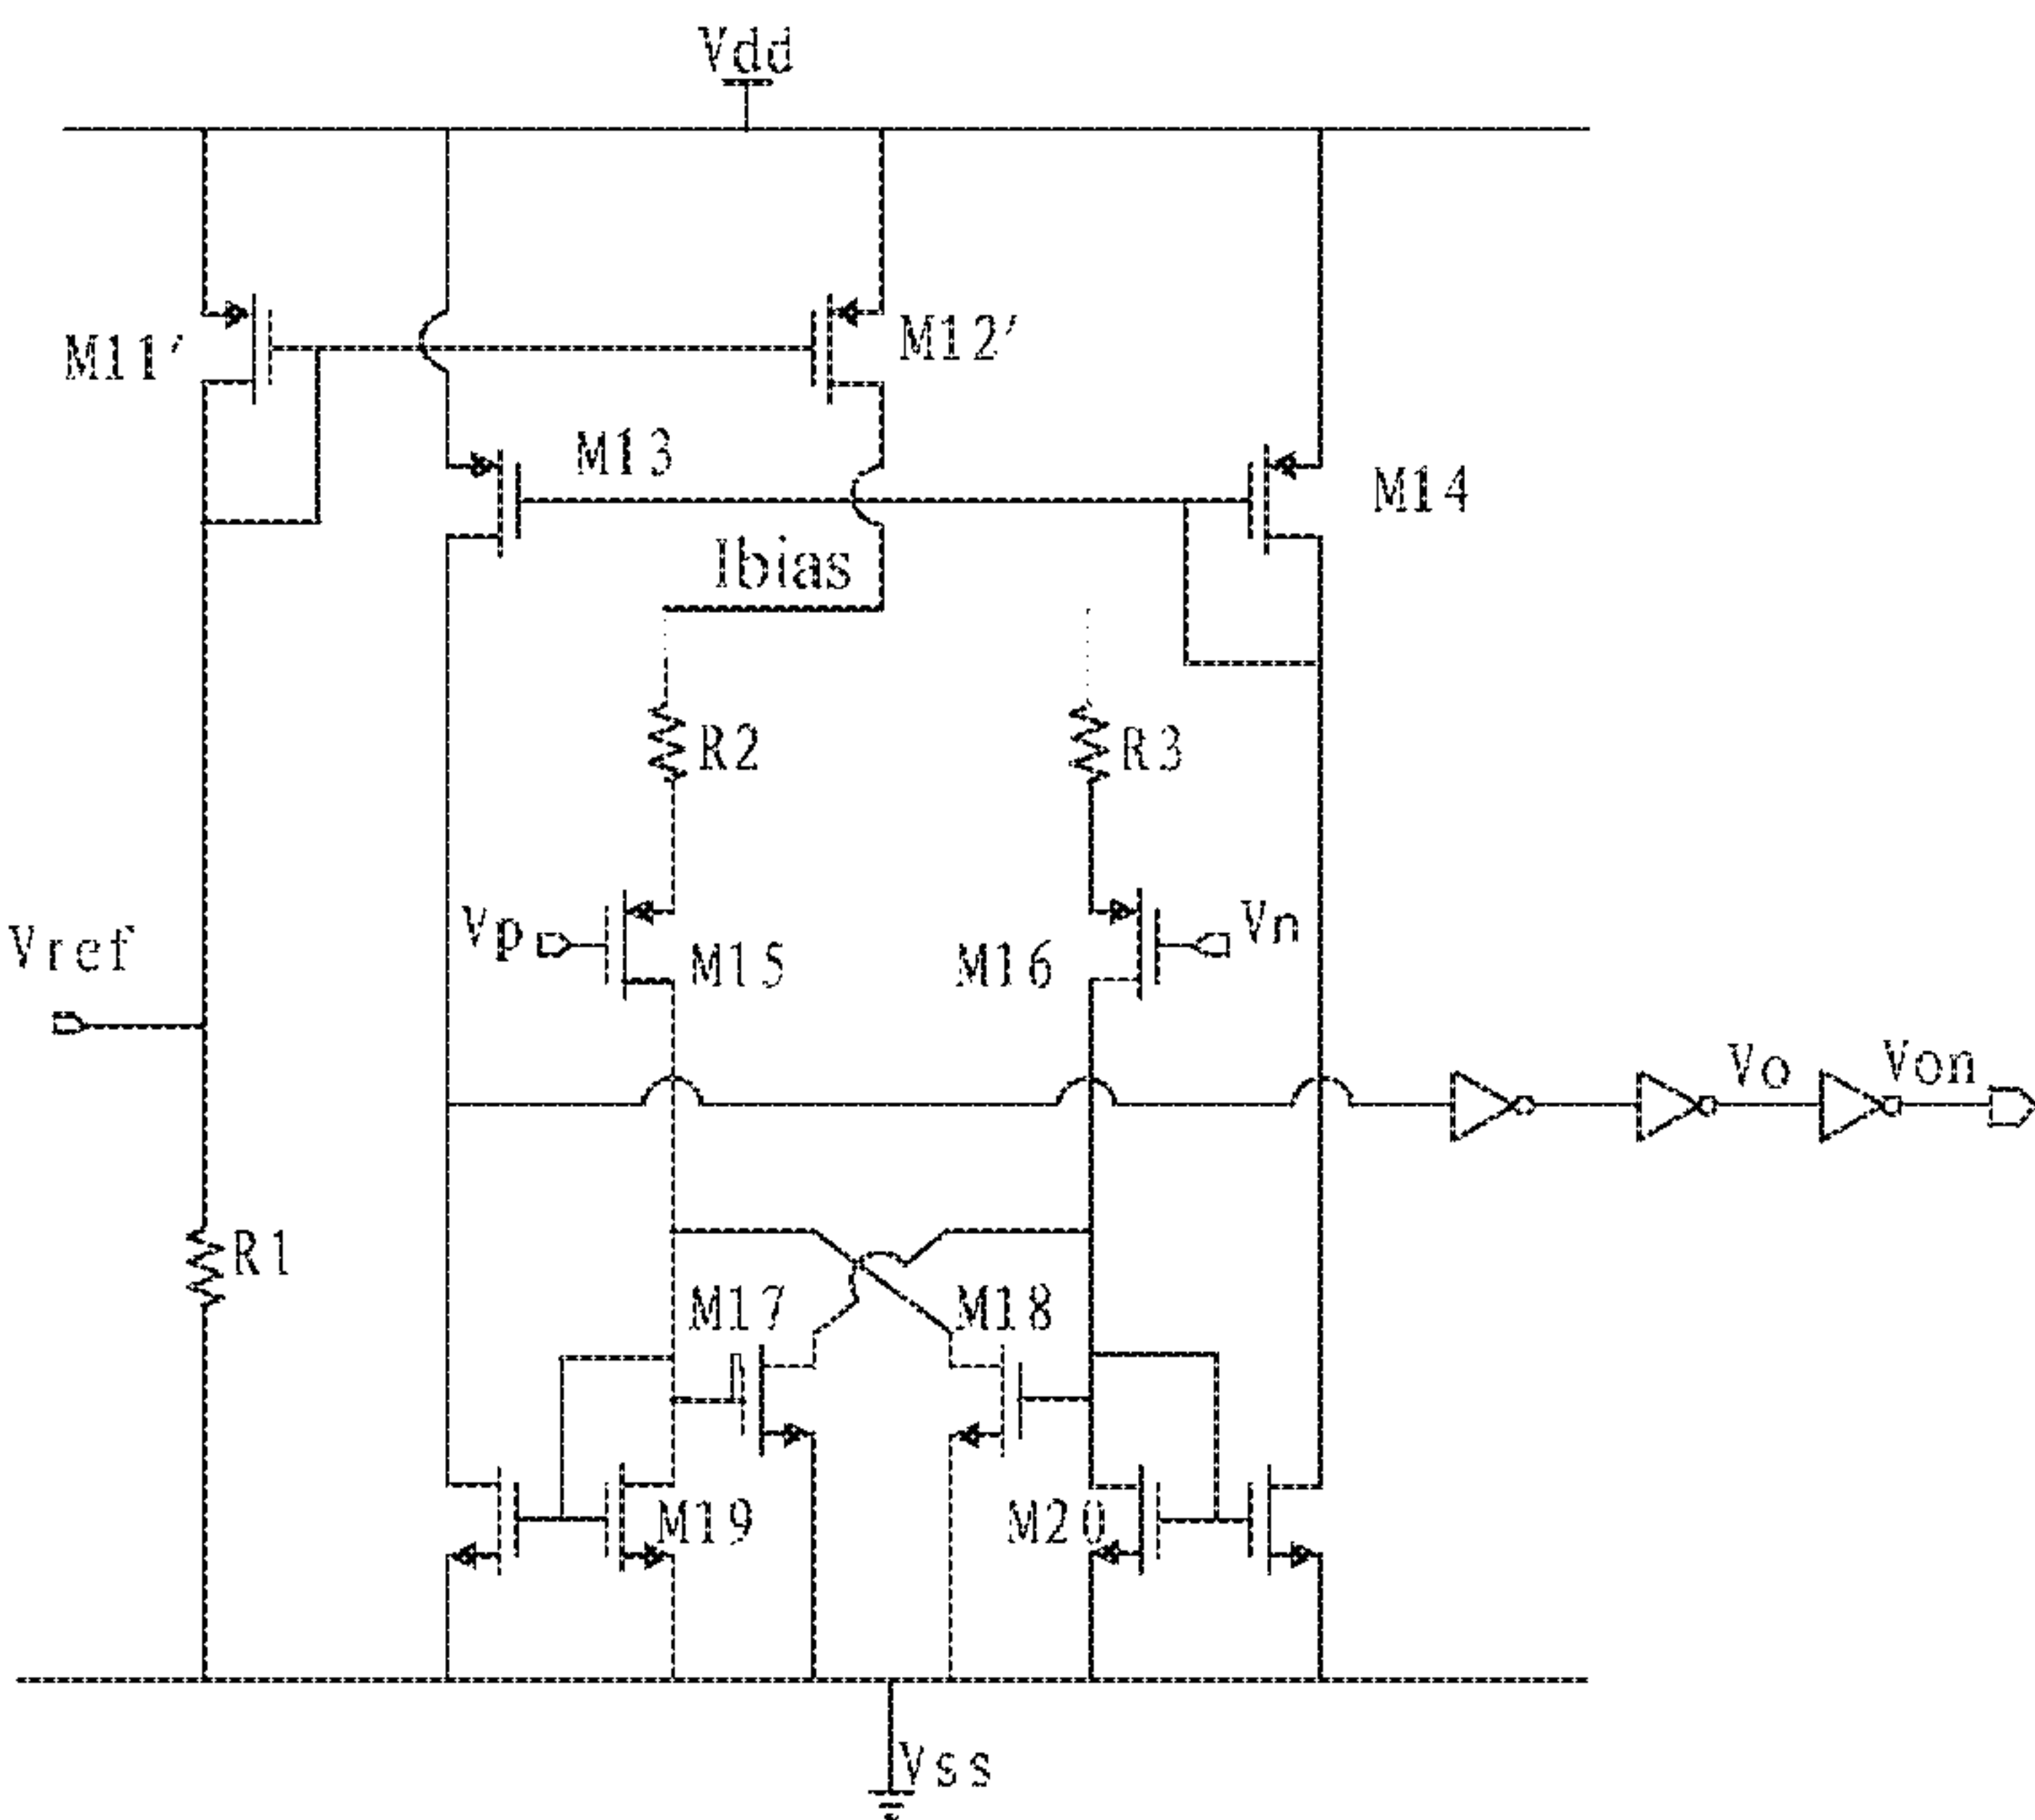 Vdd
M11'
M12'
M13
M14
Ibias
R2
R3
Vp
Vn
Vref
M15
M16
Vo
Von
R1
M17
M18
M19
M20
Vss